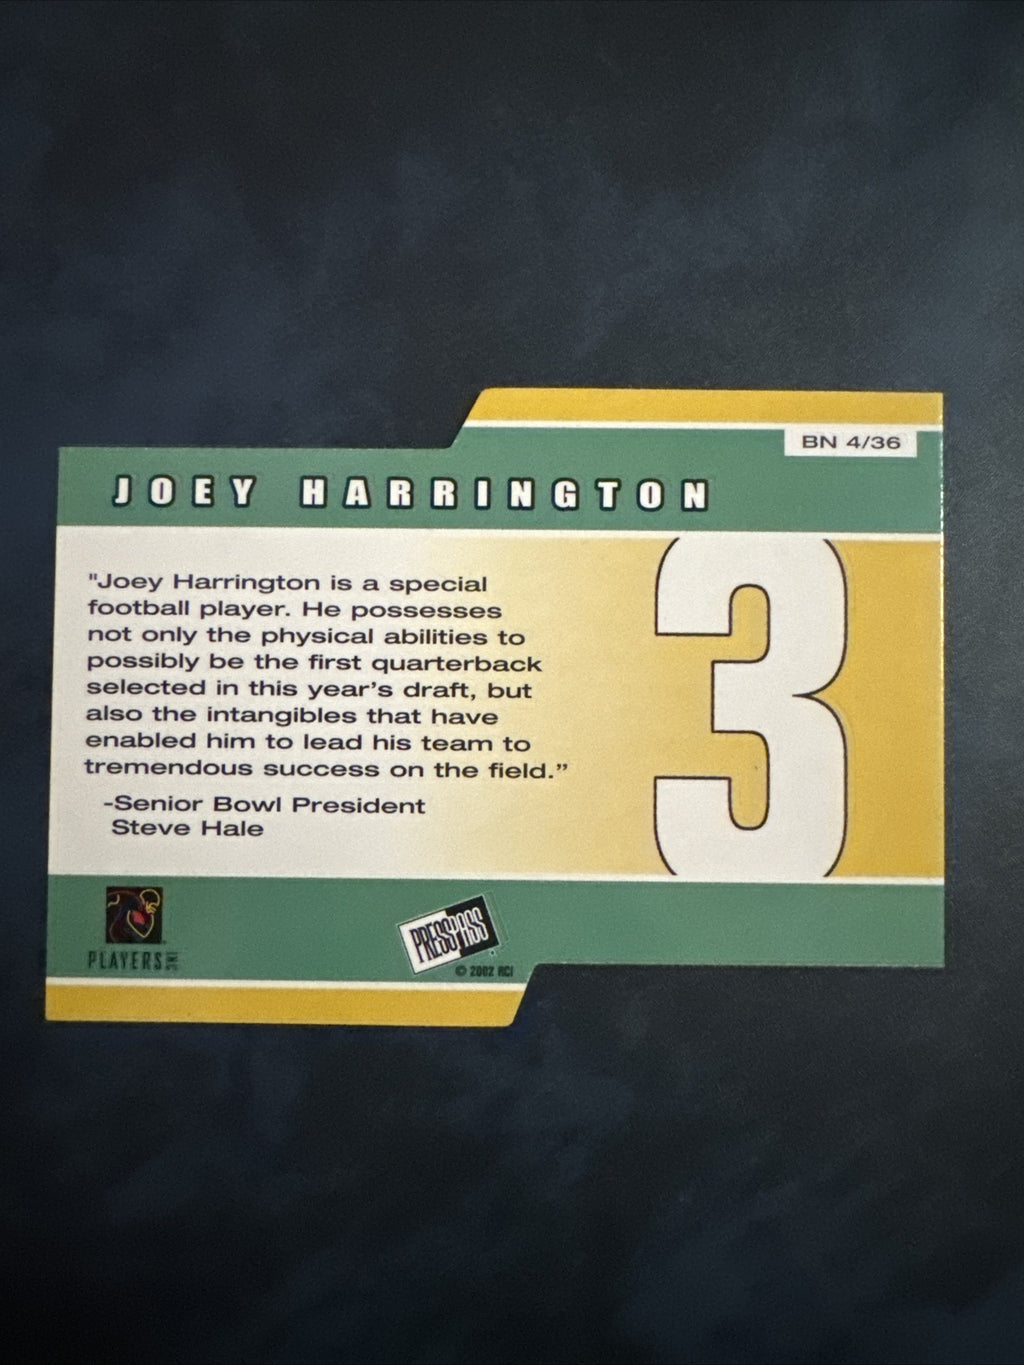 BN 4/36
JOEY HARRINGTON
"Joey Harrington is a special
football player. He possesses
not only the physical abilities to
possibly be the first quarterback
selected in this year's draft, but
also the intangibles that have
enabled him to lead his team to
tremendous success on the field."
-Senior Bowl President
Steve Hale
3
PLAYERS INC
PRESS PASS
© 2002 RCI